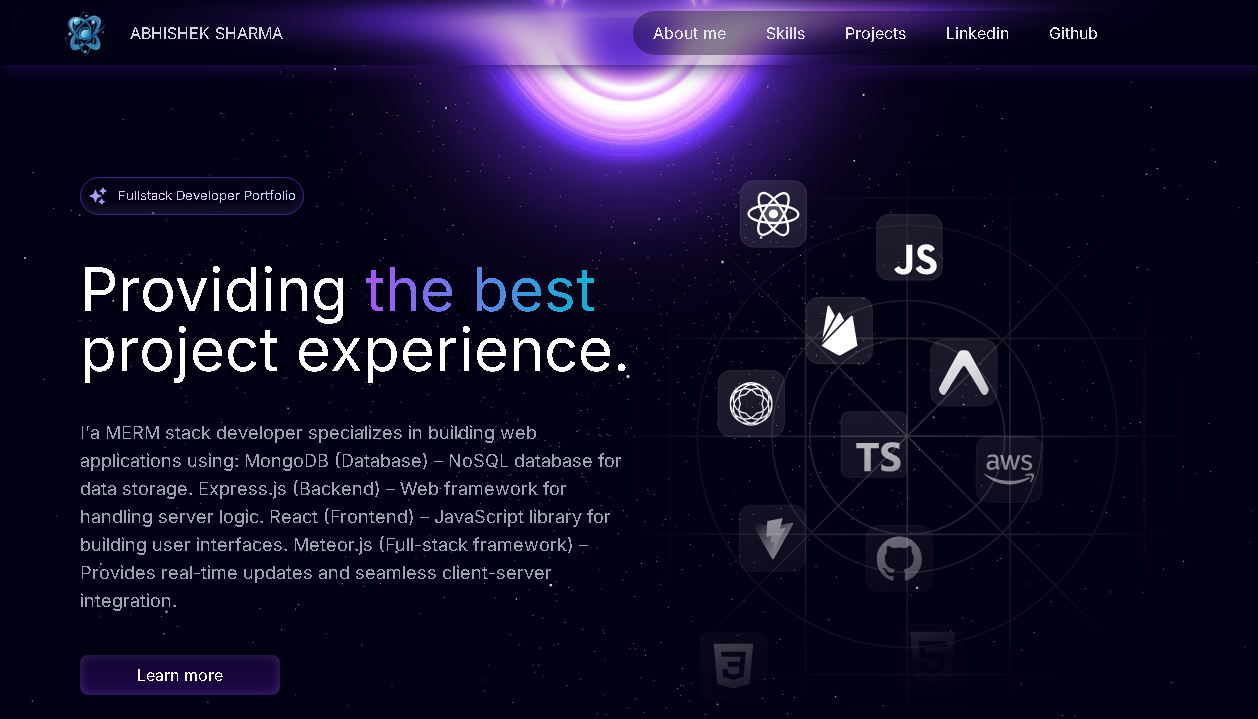 ABHISHEK SHARMA
About me Skills Projects Linkedin Github
Fullstack Developer Portfolio
Providing the best
project experience.
I'a MERM stack developer specializes in building web
applications using: MongoDB (Database) – NoSQL database for
data storage. Express.js (Backend) – Web framework for
handling server logic. React (Frontend) – JavaScript library for
building user interfaces. Meteor.js (Full-stack framework) –
Provides real-time updates and seamless client-server
integration.
Learn more
JS
TS
aws
3
5